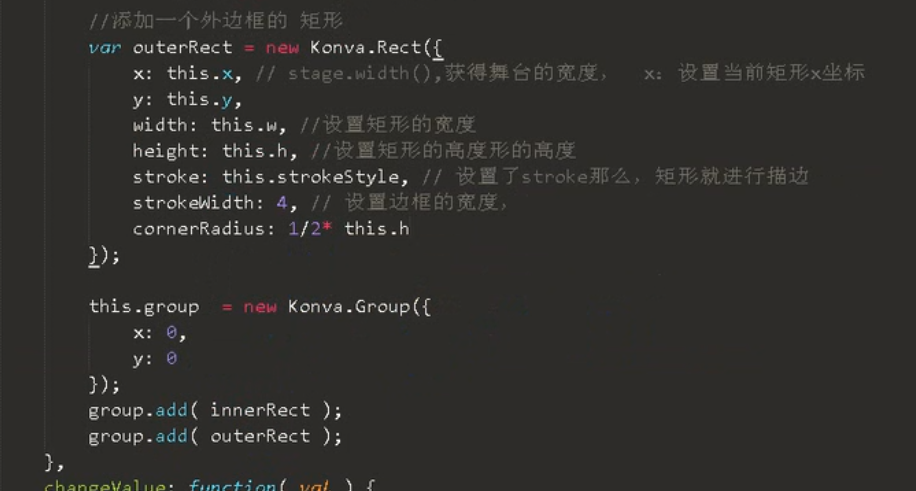 //添加一个外边框的 矩形
var outerRect = new Konva.Rect({
x: this.x, // stage.width(),获得舞台的宽度， x：设置当前矩形x坐标
y: this.y,
width: this.w, //设置矩形的宽度
height: this.h, //设置矩形的高度形的高度
stroke: this.strokeStyle, // 设置了stroke那么，矩形就进行描边
strokeWidth: 4, // 设置边框的宽度，
cornerRadius: 1/2* this.h
});
this.group = new Konva.Group({
x: 0,
y: 0
});
group.add( innerRect );
group.add( outerRect );
},
changeValue: function( val ) {